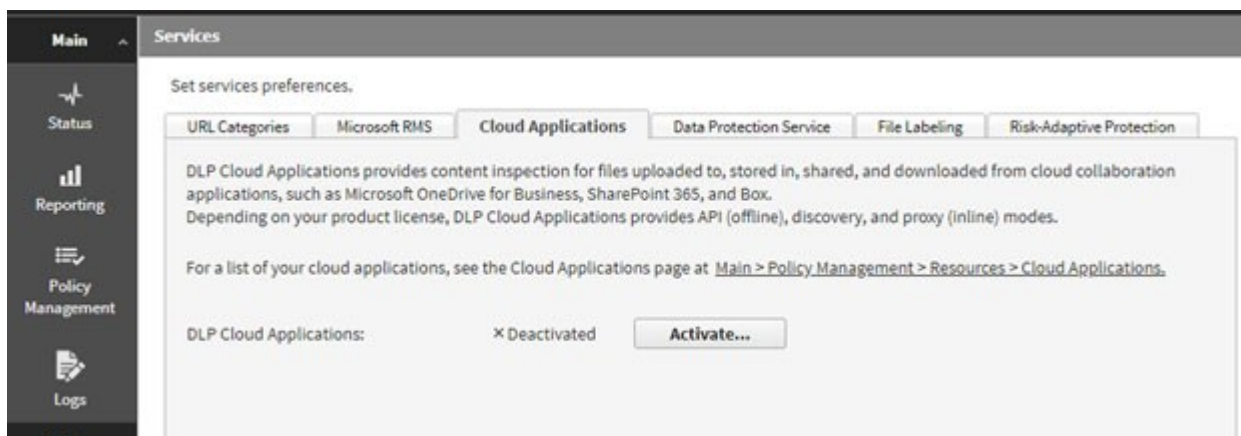 Main
Services
Set services preferences.
Status
URL Categories
Microsoft RMS
Cloud Applications
Data Protection Service
File Labeling
Risk-Adaptive Protection
DLP Cloud Applications provides content inspection for files uploaded to, stored in, shared, and downloaded from cloud collaboration
applications, such as Microsoft OneDrive for Business, SharePoint 365, and Box.
Depending on your product license, DLP Cloud Applications provides API (offline), discovery, and proxy (inline) modes.
Reporting
For a list of your cloud applications, see the Cloud Applications page at Main > Policy Management > Resources > Cloud Applications.
Policy
Management
DLP Cloud Applications:
× Deactivated
Activate...
Logs